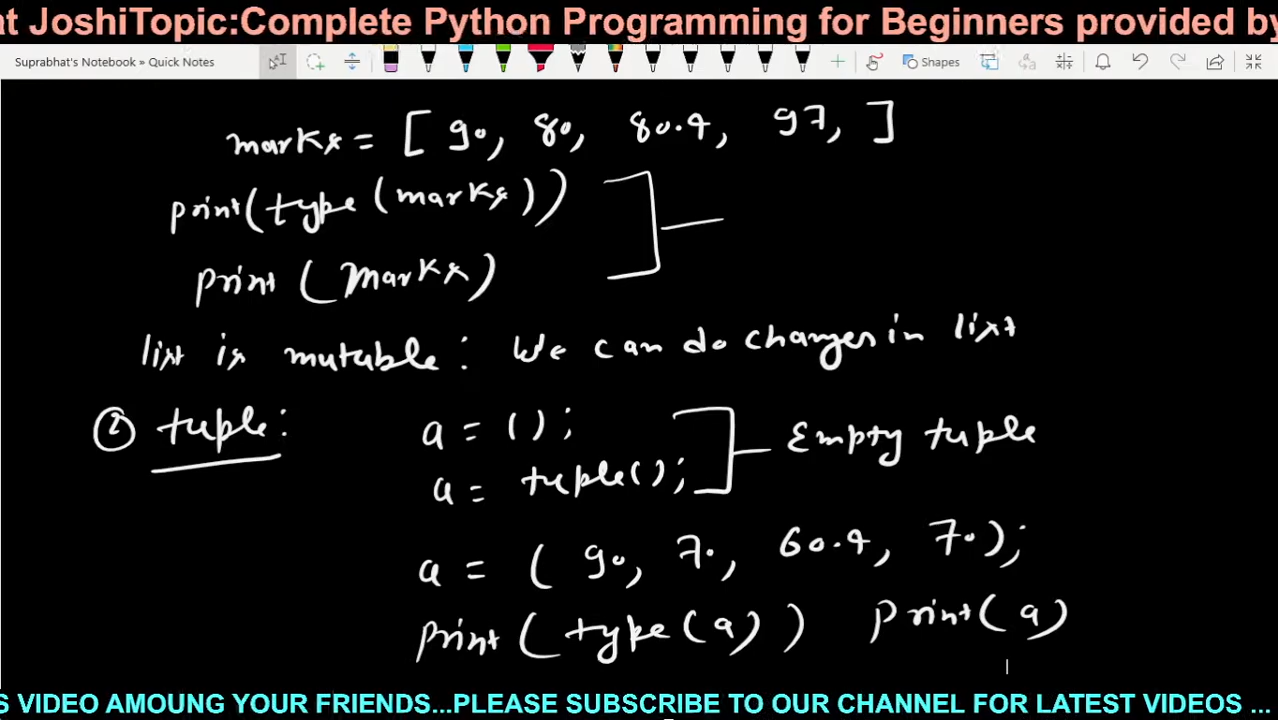 at JoshiTopic:Complete Python Programming for Beginners provided by
Suprabhat's Notebook » Quick Notes
Shapes
marks = [ 90, 80, 80.4, 97, ]
print(type(marks))
print (marks)
list is mutable : We can do changes in list
② tuple:
a = ();
a = tuple();
Empty tuple
a = ( 90, 70, 60.4, 70);
print (type(a)) print(a)
S VIDEO AMOUNG YOUR FRIENDS...PLEASE SUBSCRIBE TO OUR CHANNEL FOR LATEST VIDEOS ...